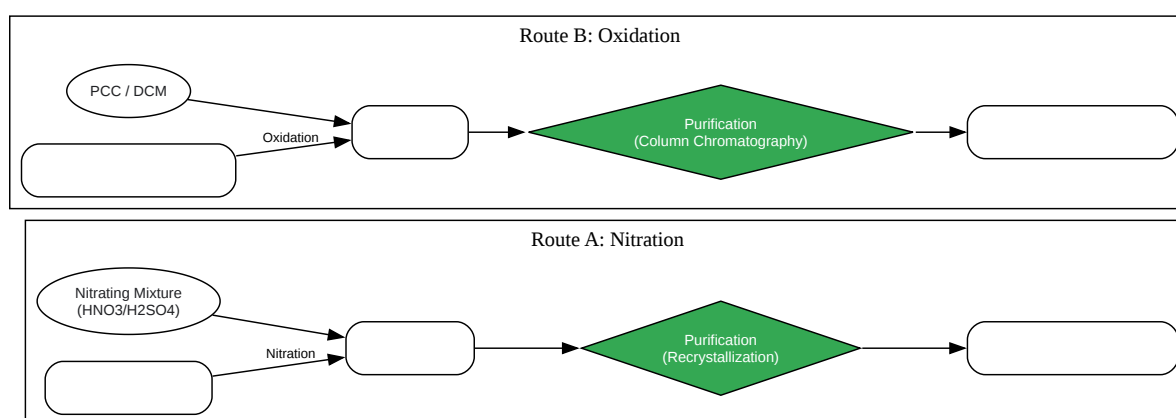 Route B: Oxidation
PCC / DCM
Oxidation
Purification
(Column Chromatography)
Route A: Nitration
Nitrating Mixture
(HNO3/H2SO4)
Nitration
Purification
(Recrystallization)